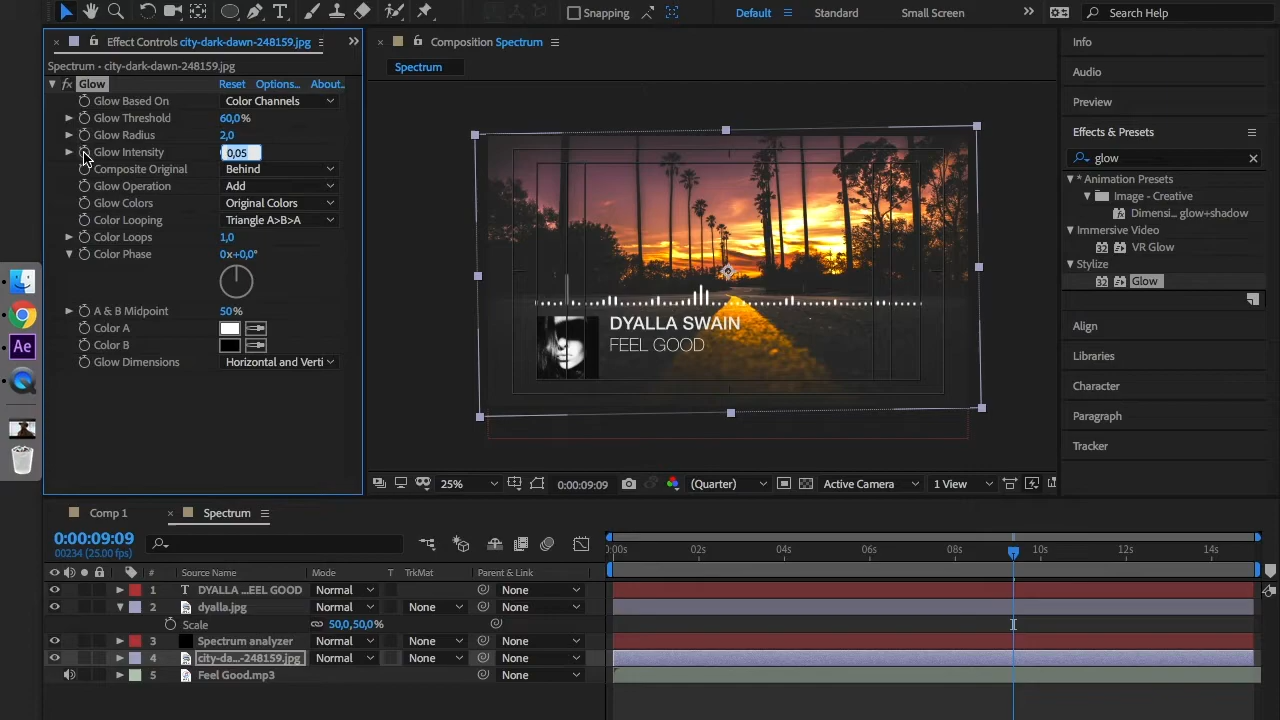 Snapping
Default
Standard
Small Screen
Search Help
Effect Controls city-dark-dawn-248159.jpg
Spectrum • city-dark-dawn-248159.jpg
fx Glow Reset Options... About..
Glow Based On Color Channels
Glow Threshold 60,0%
Glow Radius 2,0
Glow Intensity 0,05
Composite Original Behind
Glow Operation Add
Glow Colors Original Colors
Color Looping Triangle A>B>A
Color Loops 1,0
Color Phase 0x+0,0°
A & B Midpoint 50%
Color A
Color B
Glow Dimensions Horizontal and Verti
Composition Spectrum
Spectrum
DYALLA SWAIN
FEEL GOOD
25% 0:00:09:09 (Quarter) Active Camera 1 View
Info
Audio
Preview
Effects & Presets
glow
* Animation Presets
Image - Creative
Dimensi... glow+shadow
Immersive Video
VR Glow
Stylize
Glow
Align
Libraries
Character
Paragraph
Tracker
Ae
Comp 1
Spectrum
0:00:09:09
00234 (25.00 fps)
:00s 02s 04s 06s 08s 10s 12s 14s
# Source Name Mode T TrkMat Parent & Link
1 T DYALLA ...EEL GOOD Normal None
2 dyalla.jpg Normal None None
Scale 50,0,50,0%
3 Spectrum analyzer Normal None None
4 city-da...-248159.jpg Normal None None
5 Feel Good.mp3 None